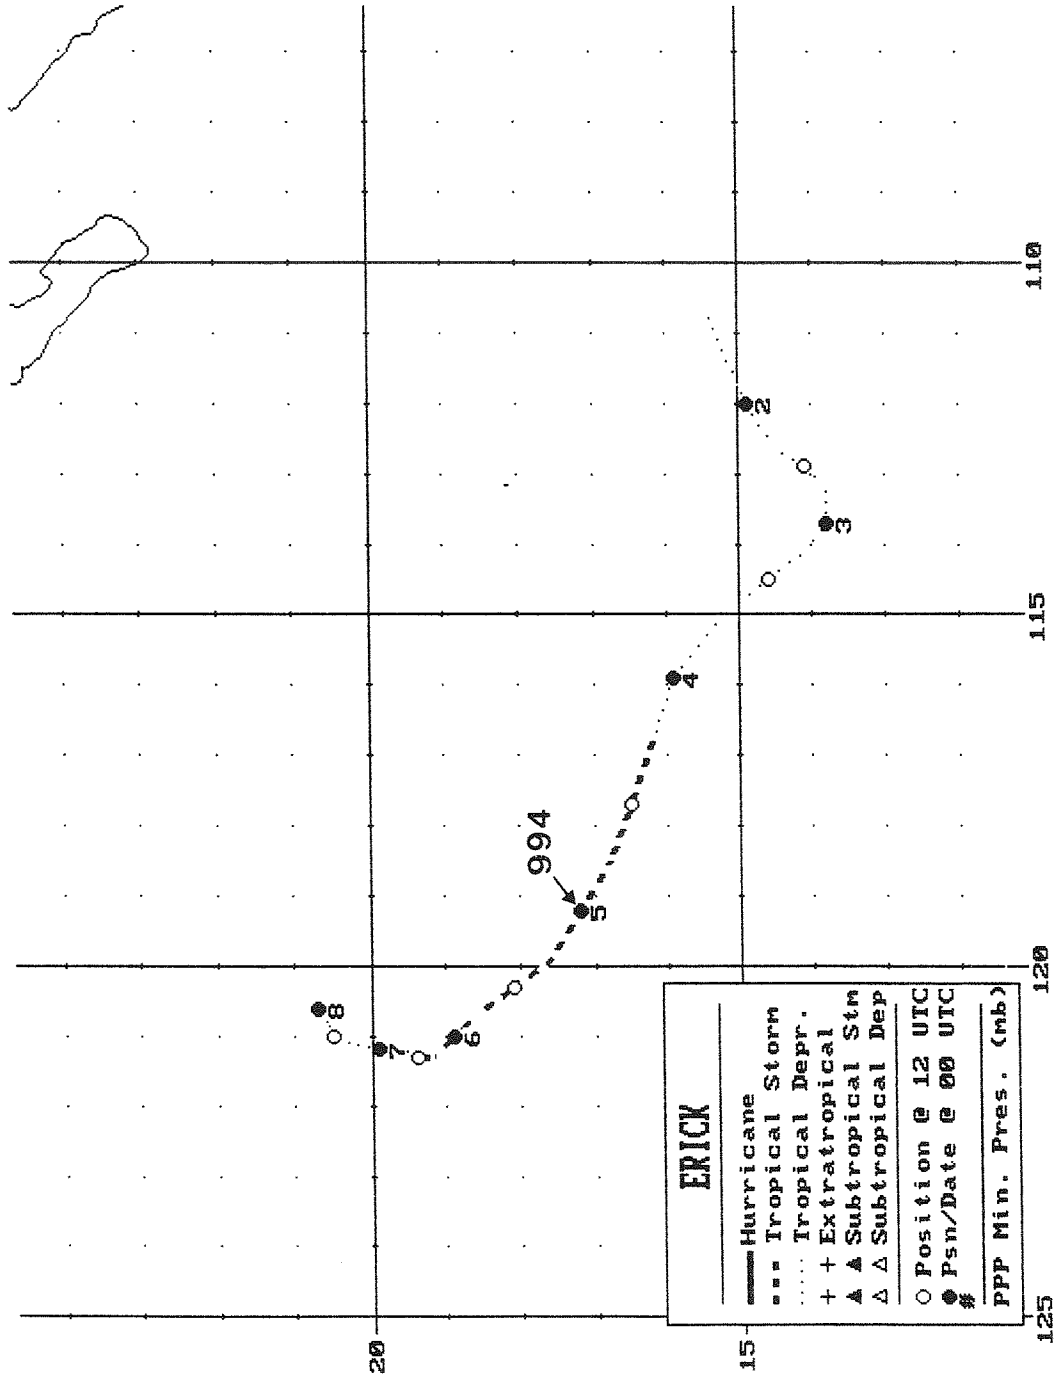 ERICK
Hurricane
Tropical Storm
Tropical Depr.
+ + Extratropical
▲ ▲ Subtropical Stm
△ △ Subtropical Dep
○ Position @ 12 UTC
● Psn/Date @ 00 UTC
#
PPP Min. Pres. (mb)
994
8
7
6
5
4
3
2
20
15
125
120
115
110